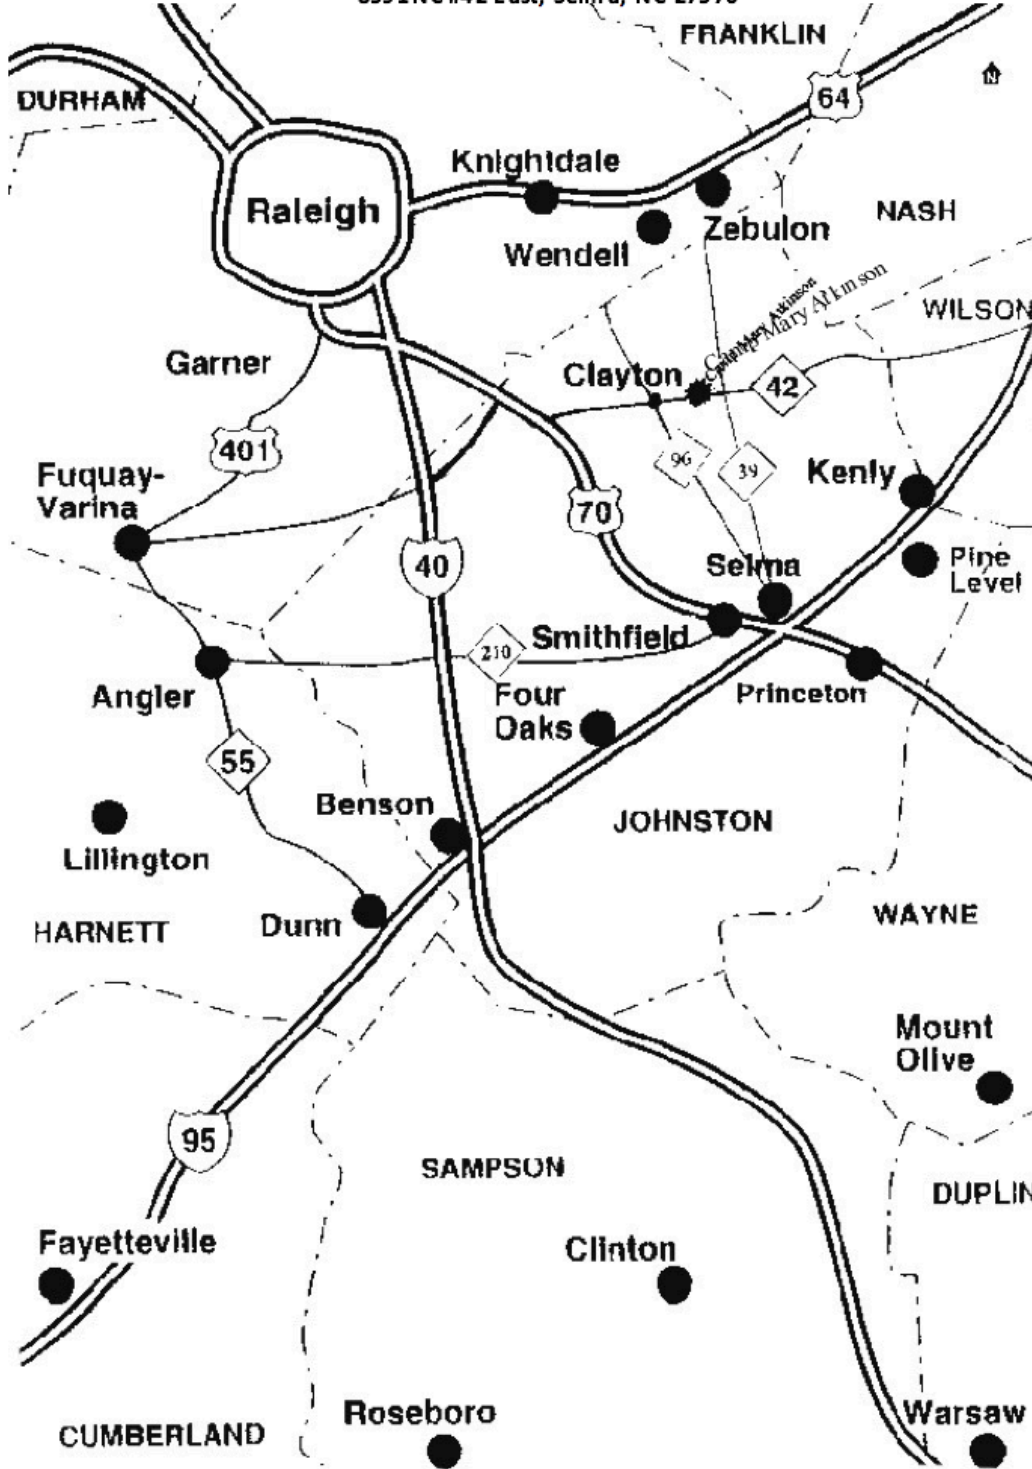 FRANKLIN
N
DURHAM
64
Knightdale
Raleigh
NASH
Zebulon
Wendell
Camp Mary Atkinson
WILSON
Garner
Clayton
42
401
Fuquay-
Varina
96
39
Kenly
70
40
Selma
Pine
Level
Smithfield
210
Angler
Four
Oaks
Princeton
55
Benson
JOHNSTON
Lillington
Dunn
HARNETT
WAYNE
Mount
Olive
95
SAMPSON
DUPLIN
Fayetteville
Clinton
Roseboro
Warsaw
CUMBERLAND